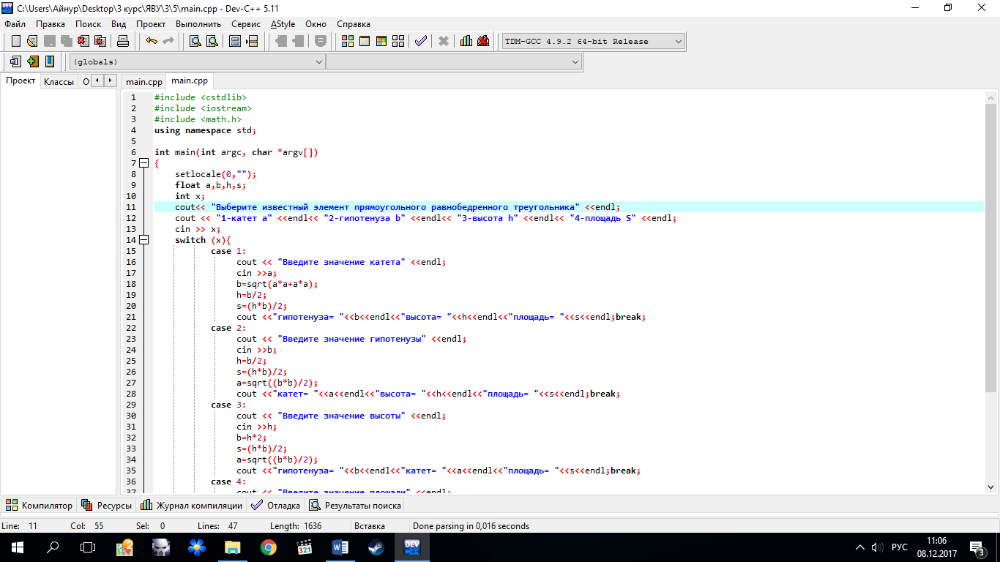 C:\Users\Айнур\Desktop\3 курс\ЯВУ\3\5\main.cpp - Dev-C++ 5.11
Файл Правка Поиск Вид Проект Выполнить Сервис AStyle Окно Справка
TDM-GCC 4.9.2 64-bit Release
(globals)
Проект Классы О
main.cpp main.cpp
1 #include <cstdlib>
2 #include <iostream>
3 #include <math.h>
4 using namespace std;
5
6 int main(int argc, char *argv[])
7 {
8 setlocale(0,"");
9 float a,b,h,s;
10 int x;
11 cout<< "Выберите известный элемент прямоугольного равнобедренного треугольника" <<endl;
12 cout << "1-катет a" <<endl<< "2-гипотенуза b" <<endl<< "3-высота h" <<endl<< "4-площадь S" <<endl;
13 cin >> x;
14 switch (x){
15 case 1:
16 cout << "Введите значение катета" <<endl;
17 cin >>a;
18 b=sqrt(a*a+a*a);
19 h=b/2;
20 s=(h*b)/2;
21 cout <<"гипотенуза= "<<b<<endl<<"высота= "<<h<<endl<<"площадь= "<<s<<endl;break;
22 case 2:
23 cout << "Введите значение гипотенузы" <<endl;
24 cin >>b;
25 h=b/2;
26 s=(h*b)/2;
27 a=sqrt((b*b)/2);
28 cout <<"катет= "<<a<<endl<<"высота= "<<h<<endl<<"площадь= "<<s<<endl;break;
29 case 3:
30 cout << "Введите значение высоты" <<endl;
31 cin >>h;
32 b=h*2;
33 s=(h*b)/2;
34 a=sqrt((b*b)/2);
35 cout <<"гипотенуза= "<<b<<endl<<"катет= "<<a<<endl<<"площадь= "<<s<<endl;break;
36 case 4:
37 cout << "Введите значение площади" <<endl;
Компилятор Ресурсы Журнал компиляции Отладка Результаты поиска
Line: 11 Col: 55 Sel: 0 Lines: 47 Length: 1636 Вставка Done parsing in 0,016 seconds
321 DEV РУС 11:06
08.12.2017 3